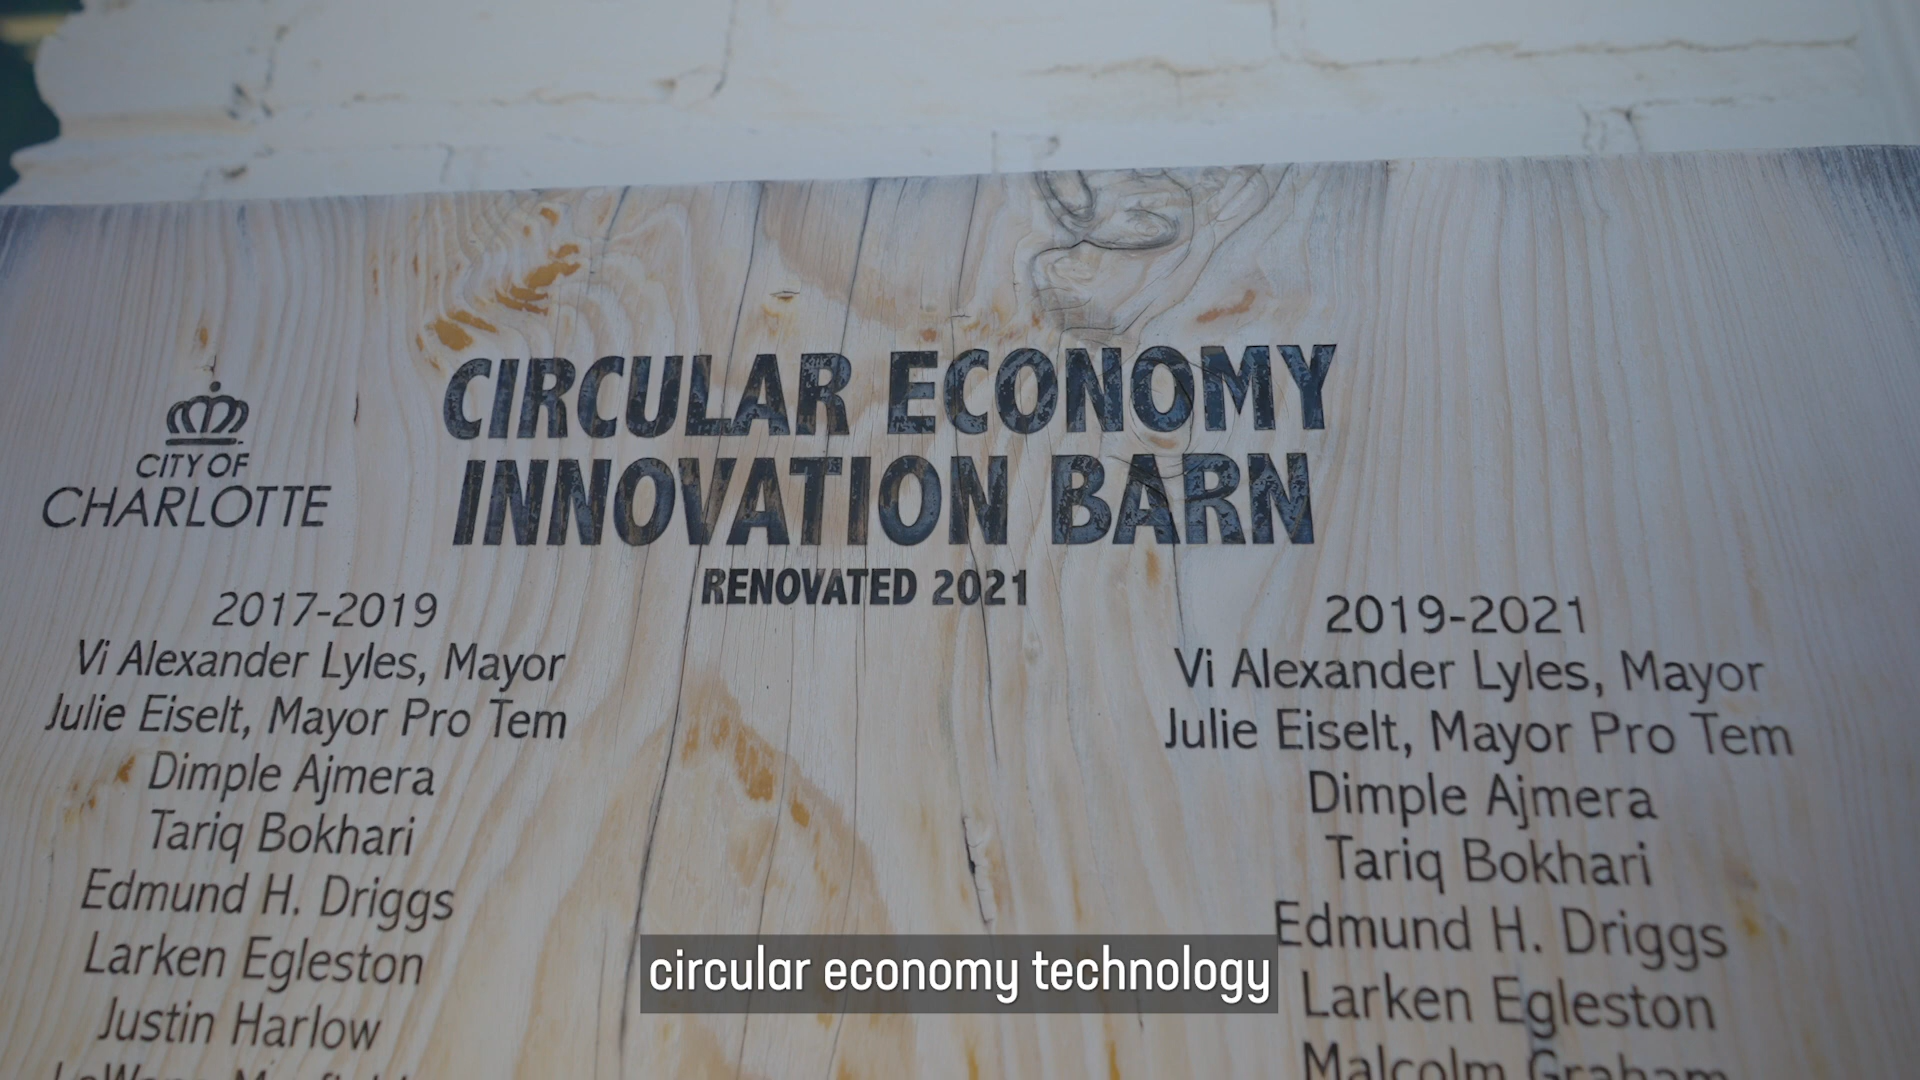 CITY OF
CHARLOTTE
CIRCULAR ECONOMY
INNOVATION BARN
RENOVATED 2021
2017-2019
Vi Alexander Lyles, Mayor
Julie Eiselt, Mayor Pro Tem
Dimple Ajmera
Tariq Bokhari
Edmund H. Driggs
Larken Egleston
Justin Harlow
2019-2021
Vi Alexander Lyles, Mayor
Julie Eiselt, Mayor Pro Tem
Dimple Ajmera
Tariq Bokhari
Edmund H. Driggs
Larken Egleston
Malcolm Graham
circular economy technology